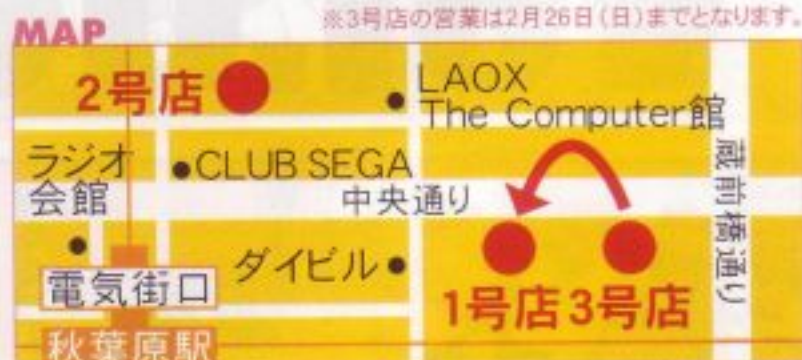 ※3号店の営業は2月26日(日)までとなります。
MAP
2号店
LAOX
The Computer館
ラジオ
会館
CLUB SEGA
中央通り
蔵前橋通り
電気街口
ダイビル
1号店
3号店
秋葉原駅